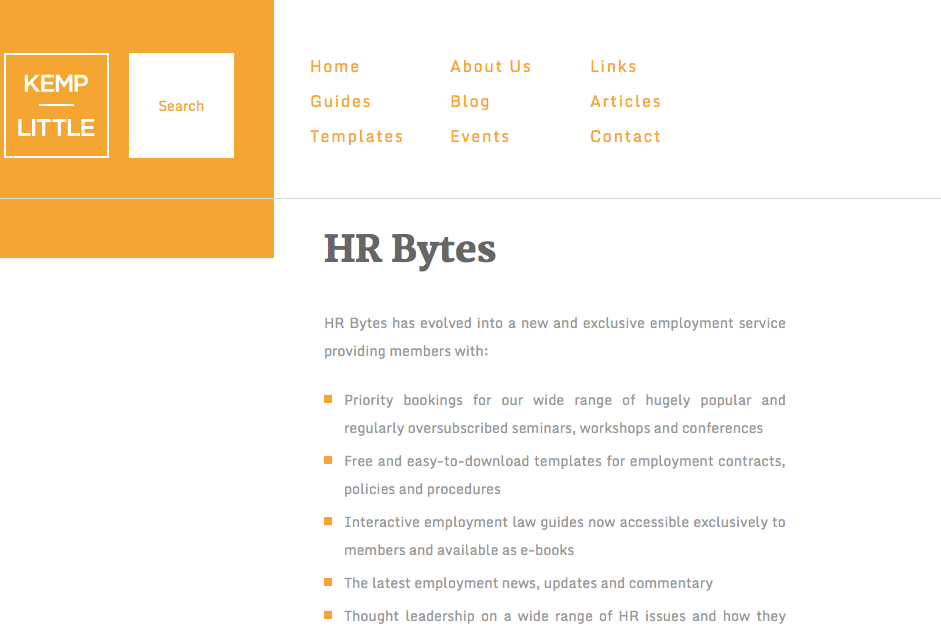 KEMP
LITTLE
Search
Home
About Us
Links
Guides
Blog
Articles
Templates
Events
Contact
HR Bytes
HR Bytes has evolved into a new and exclusive employment service
providing members with:
Priority bookings for our wide range of hugely popular and
regularly oversubscribed seminars, workshops and conferences
Free and easy-to-download templates for employment contracts,
policies and procedures
Interactive employment law guides now accessible exclusively to
members and available as e-books
The latest employment news, updates and commentary
Thought leadership on a wide range of HR issues and how they